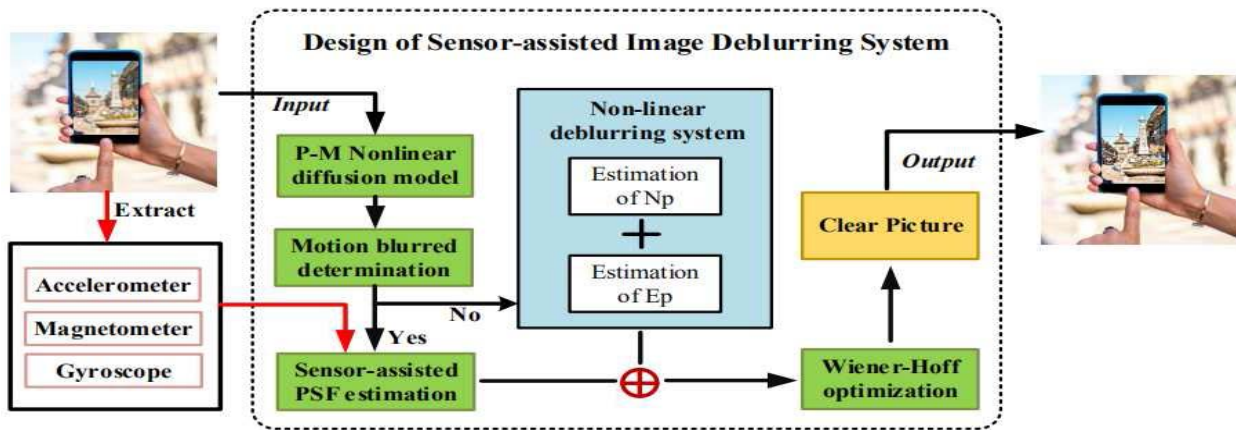 Design of Sensor-assisted Image Deblurring System
Input
P-M Nonlinear
diffusion model
Motion blurred
determination
No
Yes
Sensor-assisted
PSF estimation
Extract
Accelerometer
Magnetometer
Gyroscope
Non-linear
deblurring system
Estimation
of Np
+
Estimation
of Ep
Wiener-Hoff
optimization
Clear Picture
Output